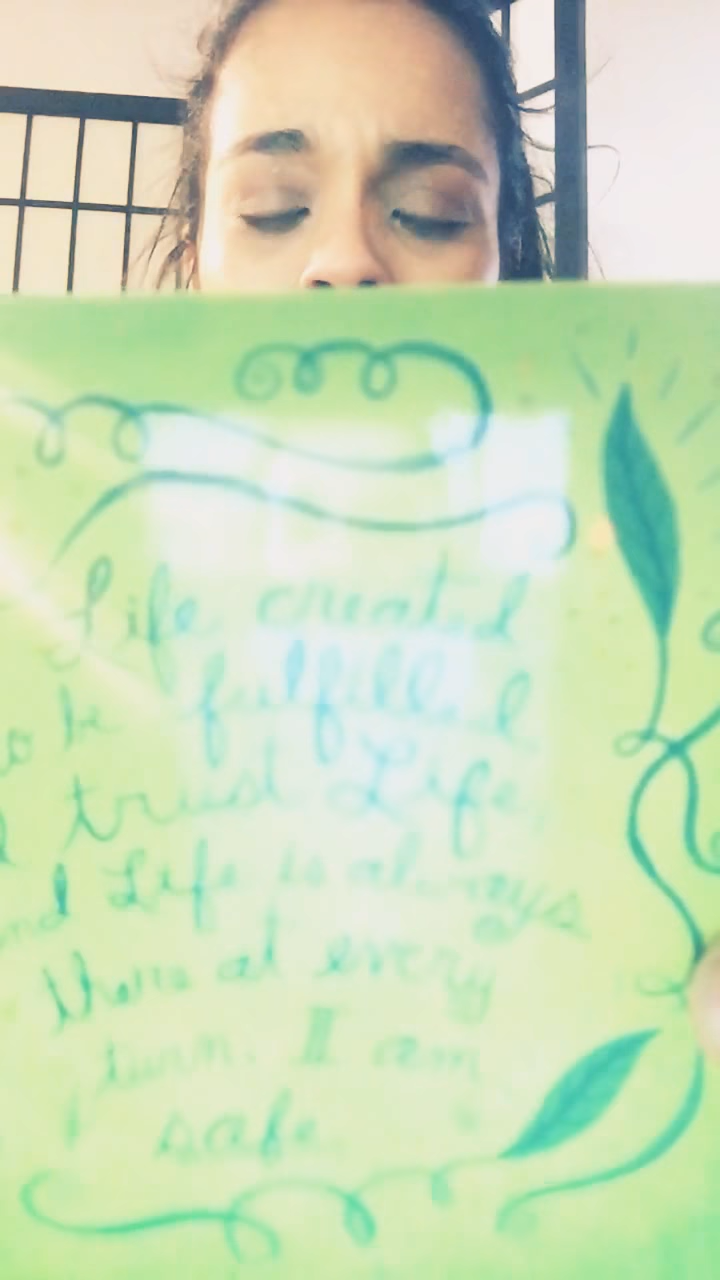 Life created
to be fulfilled
I trust Life,
and Life is always
there at every
turn. I am
safe.